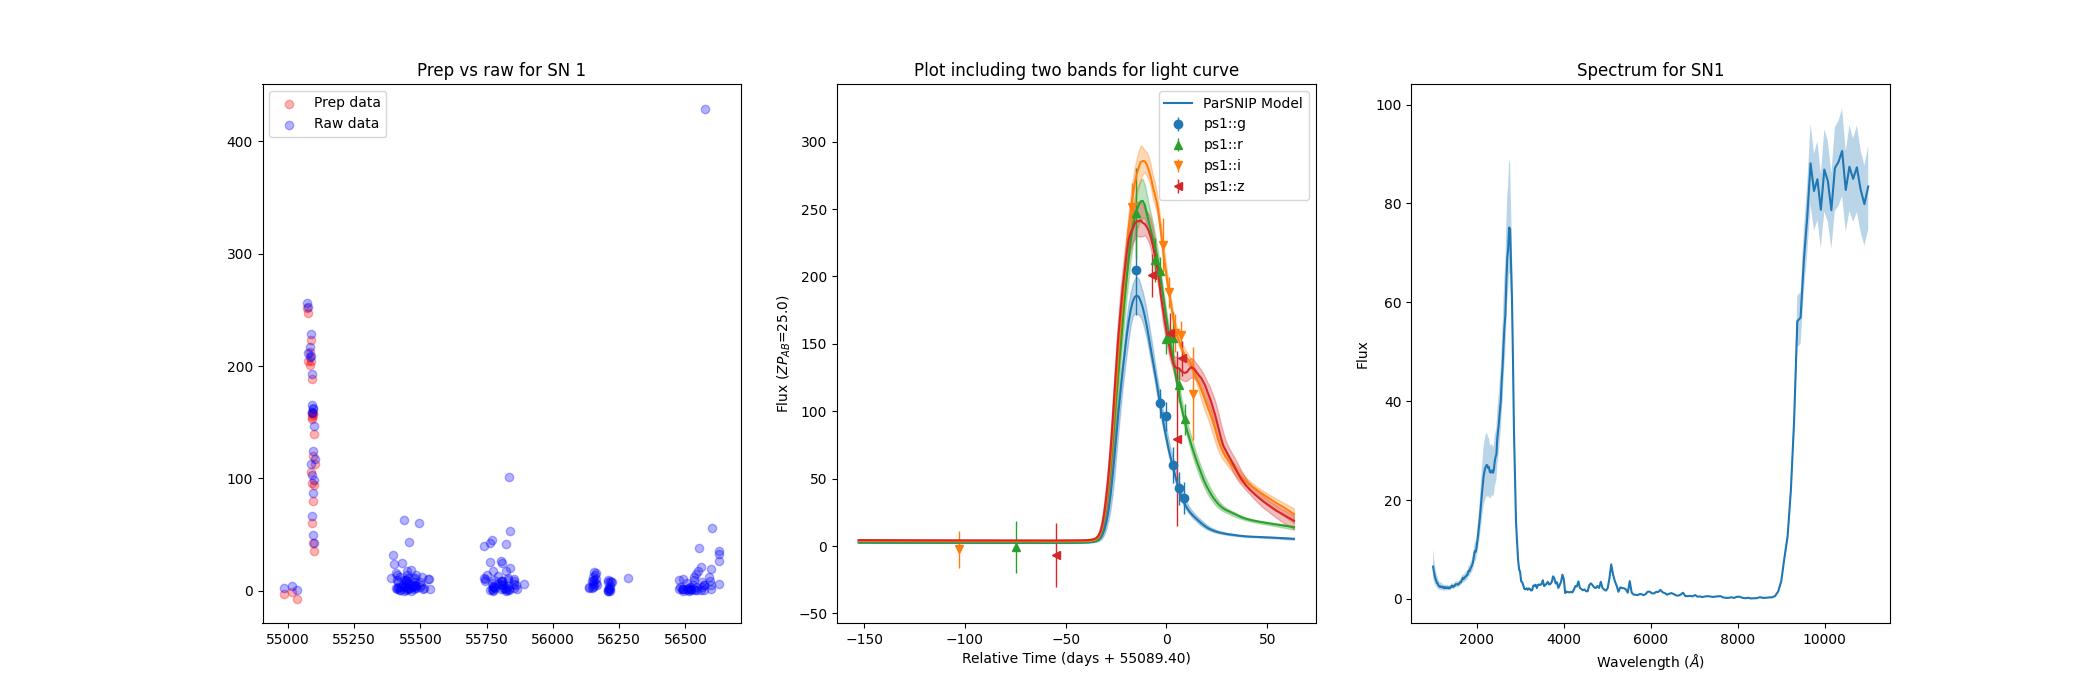 Prep vs raw for SN 1
Prep data
Raw data
400
300
200
100
0
55000 55250 55500 55750 56000 56250 56500
Plot including two bands for light curve
ParSNIP Model
ps1::g
ps1::r
ps1::i
ps1::z
Flux (ZP_AB=25.0)
300
250
200
150
100
50
0
−50
−150 −100 −50 0 50
Relative Time (days + 55089.40)
Spectrum for SN1
Flux
100
80
60
40
20
0
2000 4000 6000 8000 10000
Wavelength (Å)